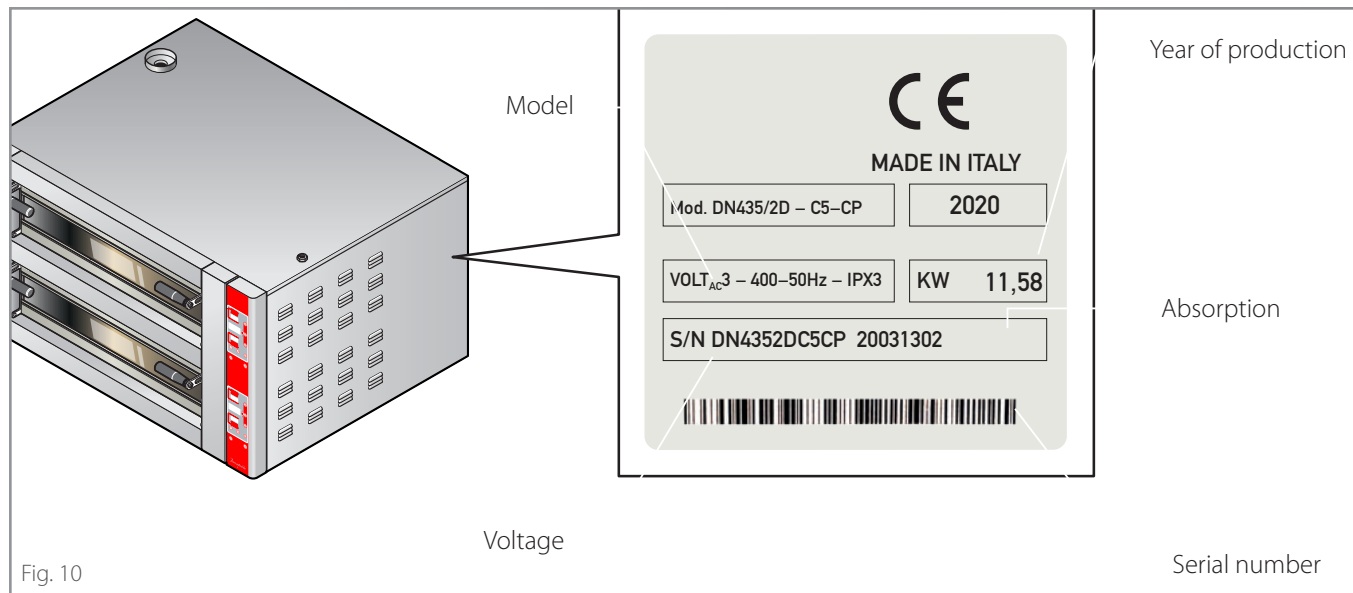 Year of production
Model
CE
MADE IN ITALY
Mod. DN435/2D – C5–CP
2020
VOLTAC3 – 400–50Hz – IPX3
KW 11,58
Absorption
S/N DN4352DC5CP 20031302
Voltage
Serial number
Fig. 10